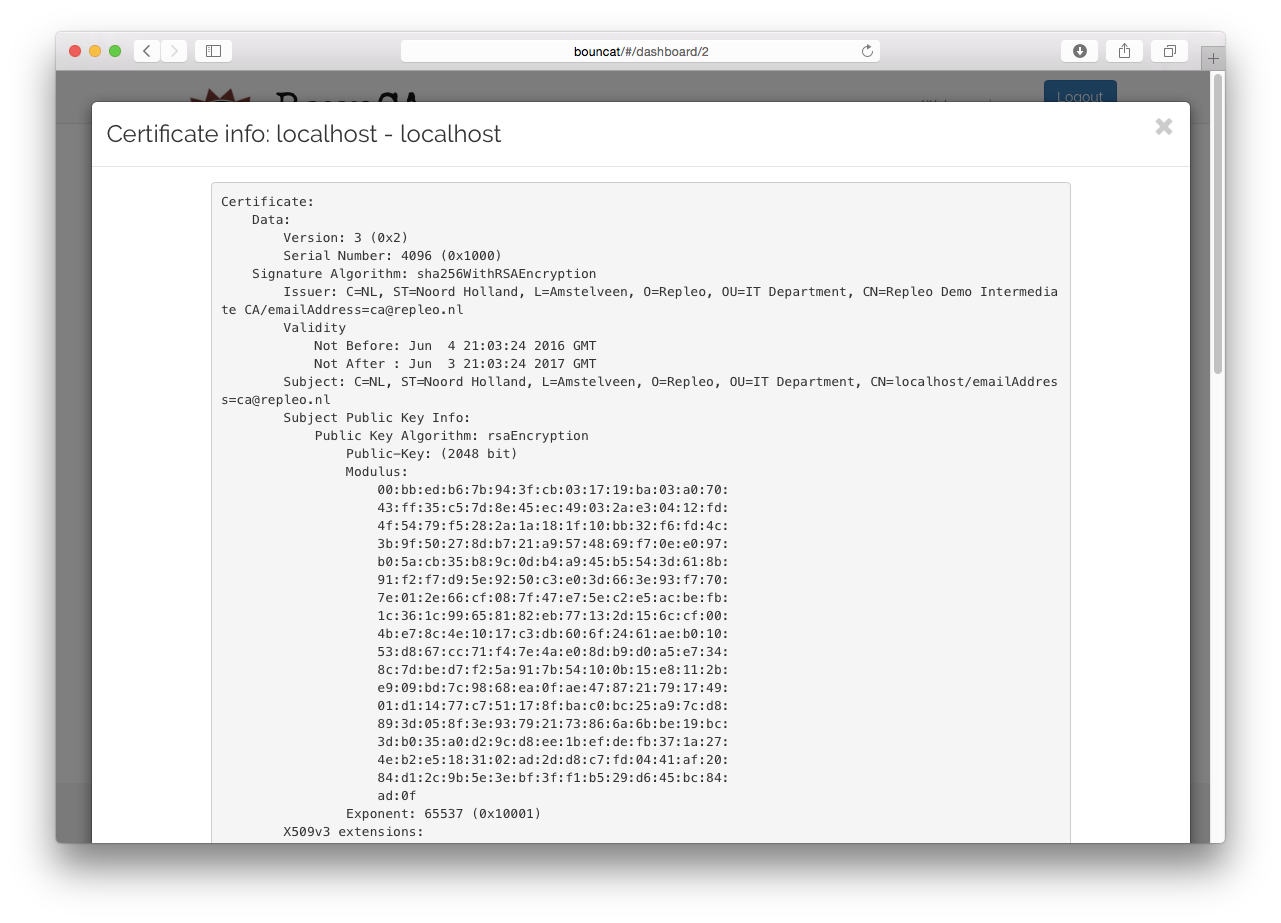 bouncat/#/dashboard/2
Logout
Certificate info: localhost - localhost
Certificate:
    Data:
        Version: 3 (0x2)
        Serial Number: 4096 (0x1000)
    Signature Algorithm: sha256WithRSAEncryption
        Issuer: C=NL, ST=Noord Holland, L=Amstelveen, O=Repleo, OU=IT Department, CN=Repleo Demo Intermedia
te CA/emailAddress=ca@repleo.nl
        Validity
            Not Before: Jun  4 21:03:24 2016 GMT
            Not After : Jun  3 21:03:24 2017 GMT
        Subject: C=NL, ST=Noord Holland, L=Amstelveen, O=Repleo, OU=IT Department, CN=localhost/emailAddres
s=ca@repleo.nl
        Subject Public Key Info:
            Public Key Algorithm: rsaEncryption
                Public-Key: (2048 bit)
                Modulus:
                    00:bb:ed:b6:7b:94:3f:cb:03:17:19:ba:03:a0:70:
                    43:ff:35:c5:7d:8e:45:ec:49:03:2a:e3:04:12:fd:
                    4f:54:79:f5:28:2a:1a:18:1f:10:bb:32:f6:fd:4c:
                    3b:9f:50:27:8d:b7:21:a9:57:48:69:f7:0e:e0:97:
                    b0:5a:cb:35:b8:9c:0d:b4:a9:45:b5:54:3d:61:8b:
                    91:f2:f7:d9:5e:92:50:c3:e0:3d:66:3e:93:f7:70:
                    7e:01:2e:66:cf:08:7f:47:e7:5e:c2:e5:ac:be:fb:
                    1c:36:1c:99:65:81:82:eb:77:13:2d:15:6c:cf:00:
                    4b:e7:8c:4e:10:17:c3:db:60:6f:24:61:ae:b0:10:
                    53:d8:67:cc:71:f4:7e:4a:e0:8d:b9:d0:a5:e7:34:
                    8c:7d:be:d7:f2:5a:91:7b:54:10:0b:15:e8:11:2b:
                    e9:09:bd:7c:98:68:ea:0f:ae:47:87:21:79:17:49:
                    01:d1:14:77:c7:51:17:8f:ba:c0:bc:25:a9:7c:d8:
                    89:3d:05:8f:3e:93:79:21:73:86:6a:6b:be:19:bc:
                    3d:b0:35:a0:d2:9c:d8:ee:1b:ef:de:fb:37:1a:27:
                    4e:b2:e5:18:31:02:ad:2d:d8:c7:fd:04:41:af:20:
                    84:d1:2c:9b:5e:3e:bf:3f:f1:b5:29:d6:45:bc:84:
                    ad:0f
                Exponent: 65537 (0x10001)
        X509v3 extensions: